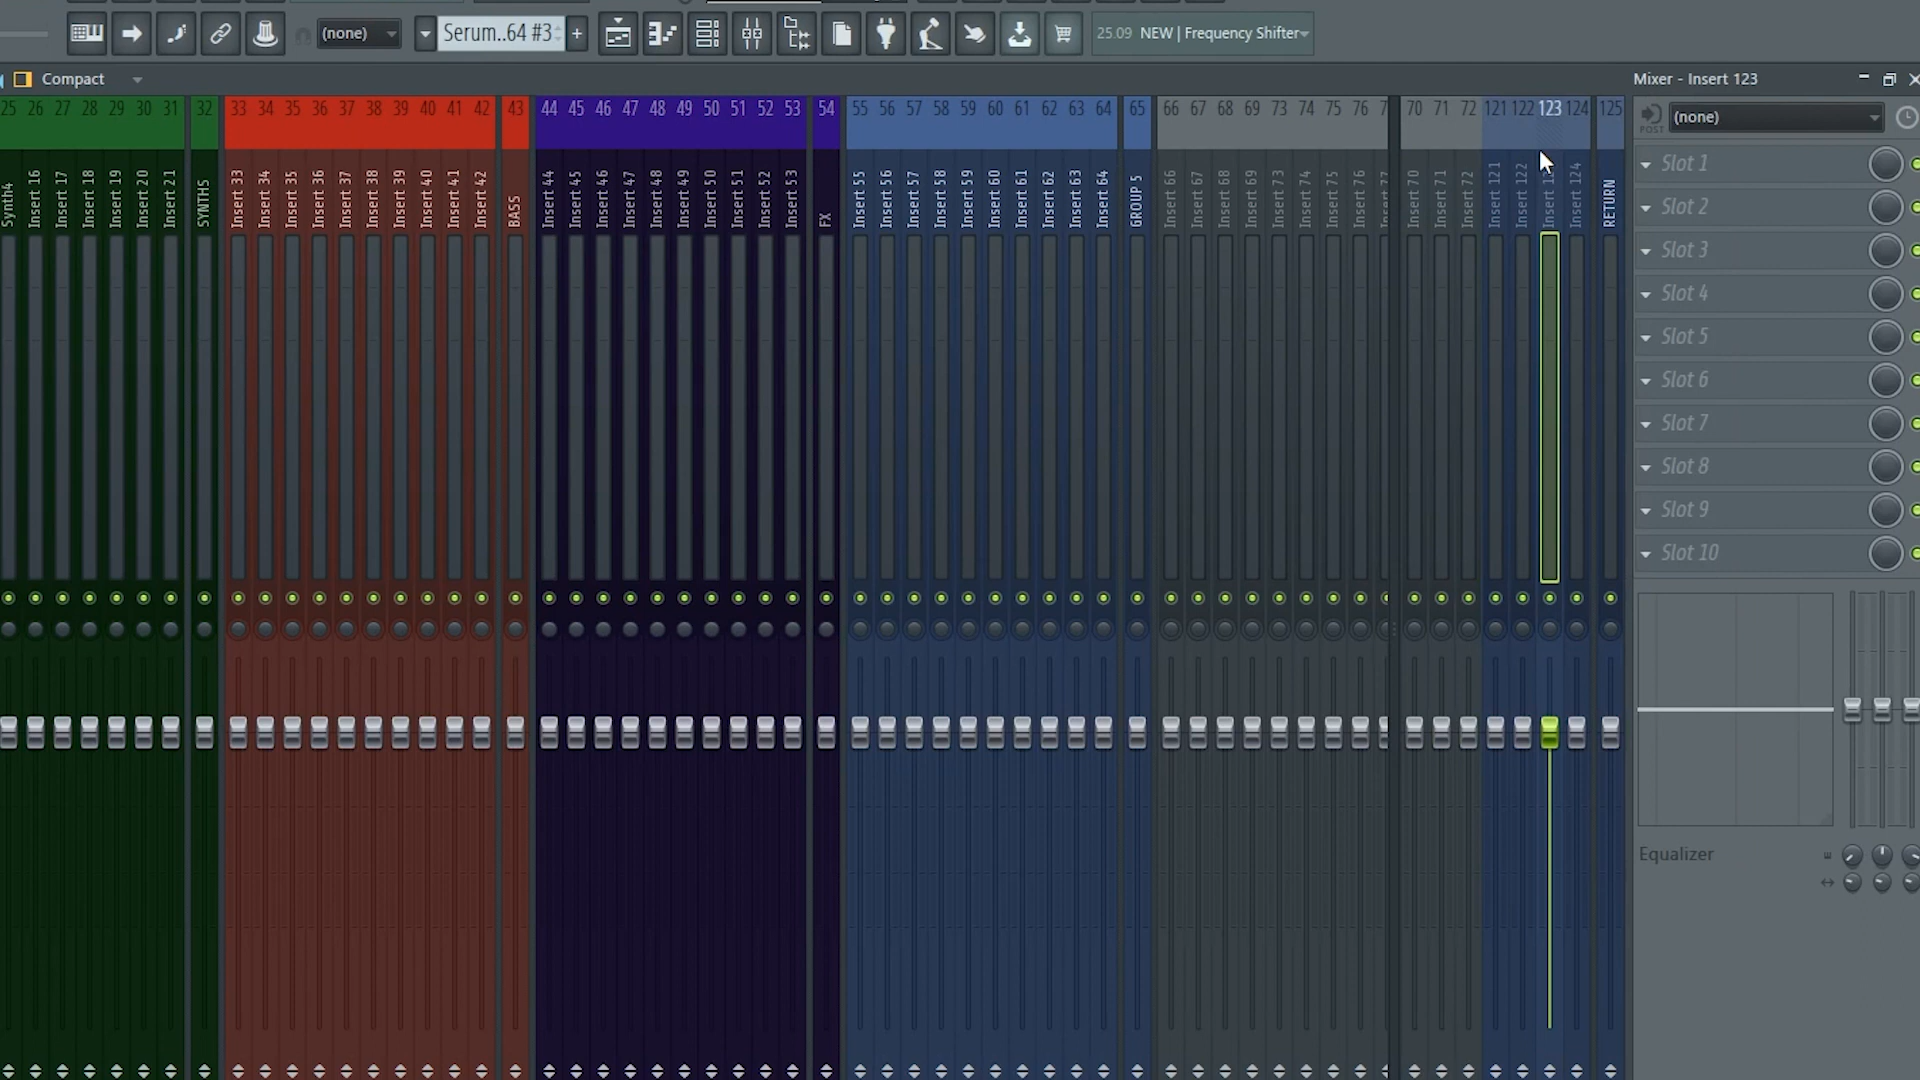 (none)
Serum..64 #3
+
25.09 NEW | Frequency Shifter
Compact
Mixer - Insert 123
25 26 27 28 29 30 31 32 33 34 35 36 37 38 39 40 41 42 43 44 45 46 47 48 49 50 51 52 53 54 55 56 57 58 59 60 61 62 63 64 65 66 67 68 69 73 74 75 76 7 70 71 72 121 122 123 124 125
POST
(none)
Synth4
Insert 16
Insert 17
Insert 18
Insert 19
Insert 20
Insert 21
SYNTHS
Insert 33
Insert 34
Insert 35
Insert 36
Insert 37
Insert 38
Insert 39
Insert 40
Insert 41
Insert 42
BASS
Insert 44
Insert 45
Insert 46
Insert 47
Insert 48
Insert 49
Insert 50
Insert 51
Insert 52
Insert 53
FX
Insert 55
Insert 56
Insert 57
Insert 58
Insert 59
Insert 60
Insert 61
Insert 62
Insert 63
Insert 64
GROUP 5
Insert 66
Insert 67
Insert 68
Insert 69
Insert 73
Insert 74
Insert 75
Insert 76
Insert 77
Insert 70
Insert 71
Insert 72
Insert 121
Insert 122
Insert
Insert 124
RETURN
Slot 1
Slot 2
Slot 3
Slot 4
Slot 5
Slot 6
Slot 7
Slot 8
Slot 9
Slot 10
Equalizer